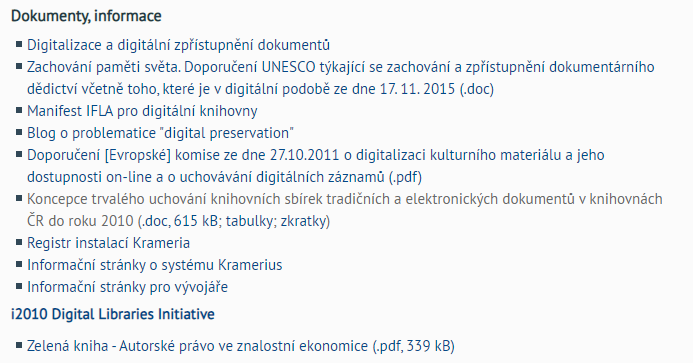 Dokumenty, informace
Digitalizace a digitální zpřístupnění dokumentů
Zachování paměti světa. Doporučení UNESCO týkající se zachování a zpřístupnění dokumentárního
dědictví včetně toho, které je v digitální podobě ze dne 17. 11. 2015 (.doc)
Manifest IFLA pro digitální knihovny
Blog o problematice "digital preservation"
Doporučení [Evropské] komise ze dne 27.10.2011 o digitalizaci kulturního materiálu a jeho
dostupnosti on-line a o uchovávání digitálních záznamů (.pdf)
Koncepce trvalého uchování knihovních sbírek tradičních a elektronických dokumentů v knihovnách
ČR do roku 2010 (.doc, 615 kB; tabulky; zkratky)
Registr instalací Krameria
Informační stránky o systému Kramerius
Informační stránky pro vývojáře
i2010 Digital Libraries Initiative
Zelená kniha - Autorské právo ve znalostní ekonomice (.pdf, 339 kB)